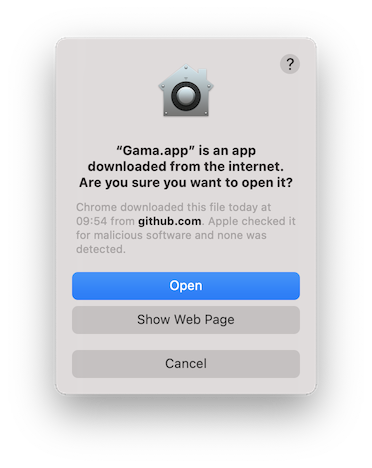 ?
“Gama.app” is an app
downloaded from the internet.
Are you sure you want to open it?
Chrome downloaded this file today at
09:54 from github.com. Apple checked it
for malicious software and none was
detected.
Open
Show Web Page
Cancel